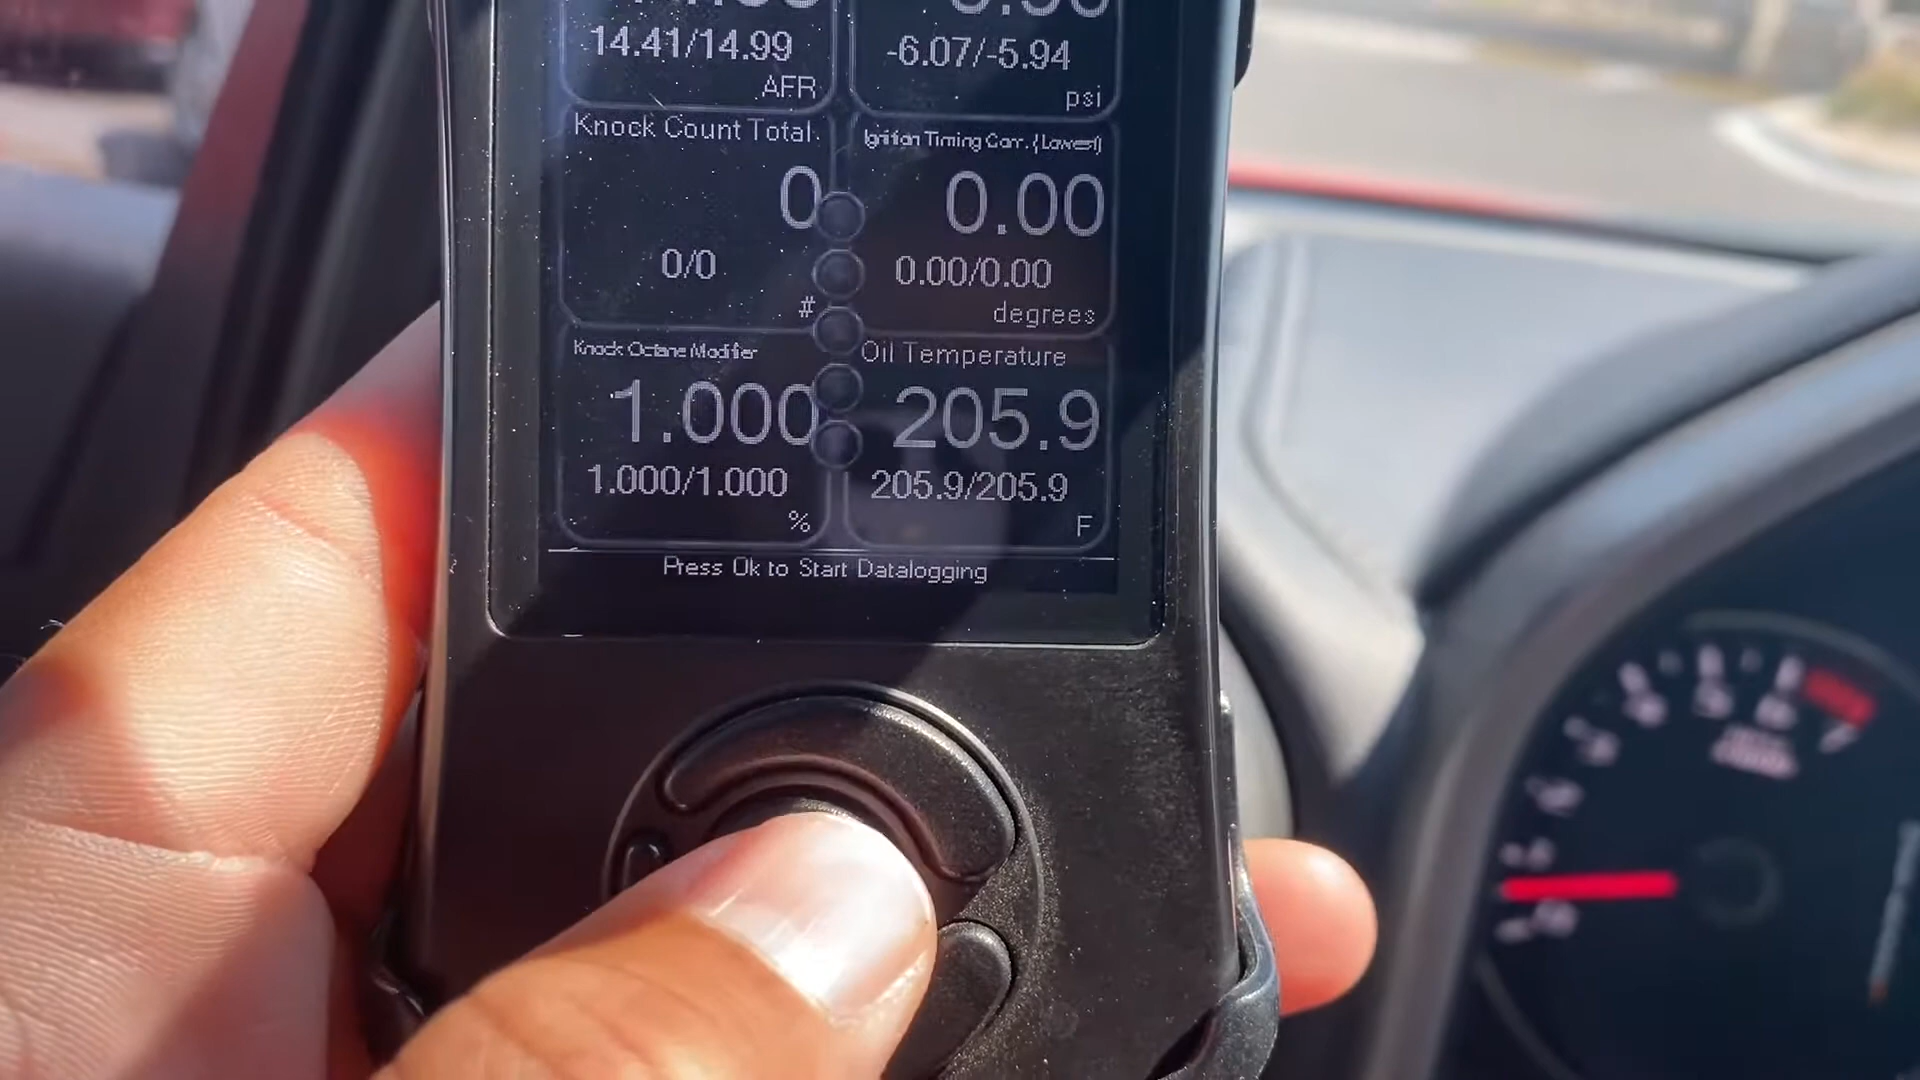 14.41/14.99
-6.07/-5.94
AFR
psi
Knock Count Total
Ignition Timing Corr. (Lowest)
0
0.00
0/0
0.00/0.00
#
degrees
Knock Octane Modifier
Oil Temperature
1.000
205.9
1.000/1.000
205.9/205.9
%
F
Press Ok to Start Datalogging